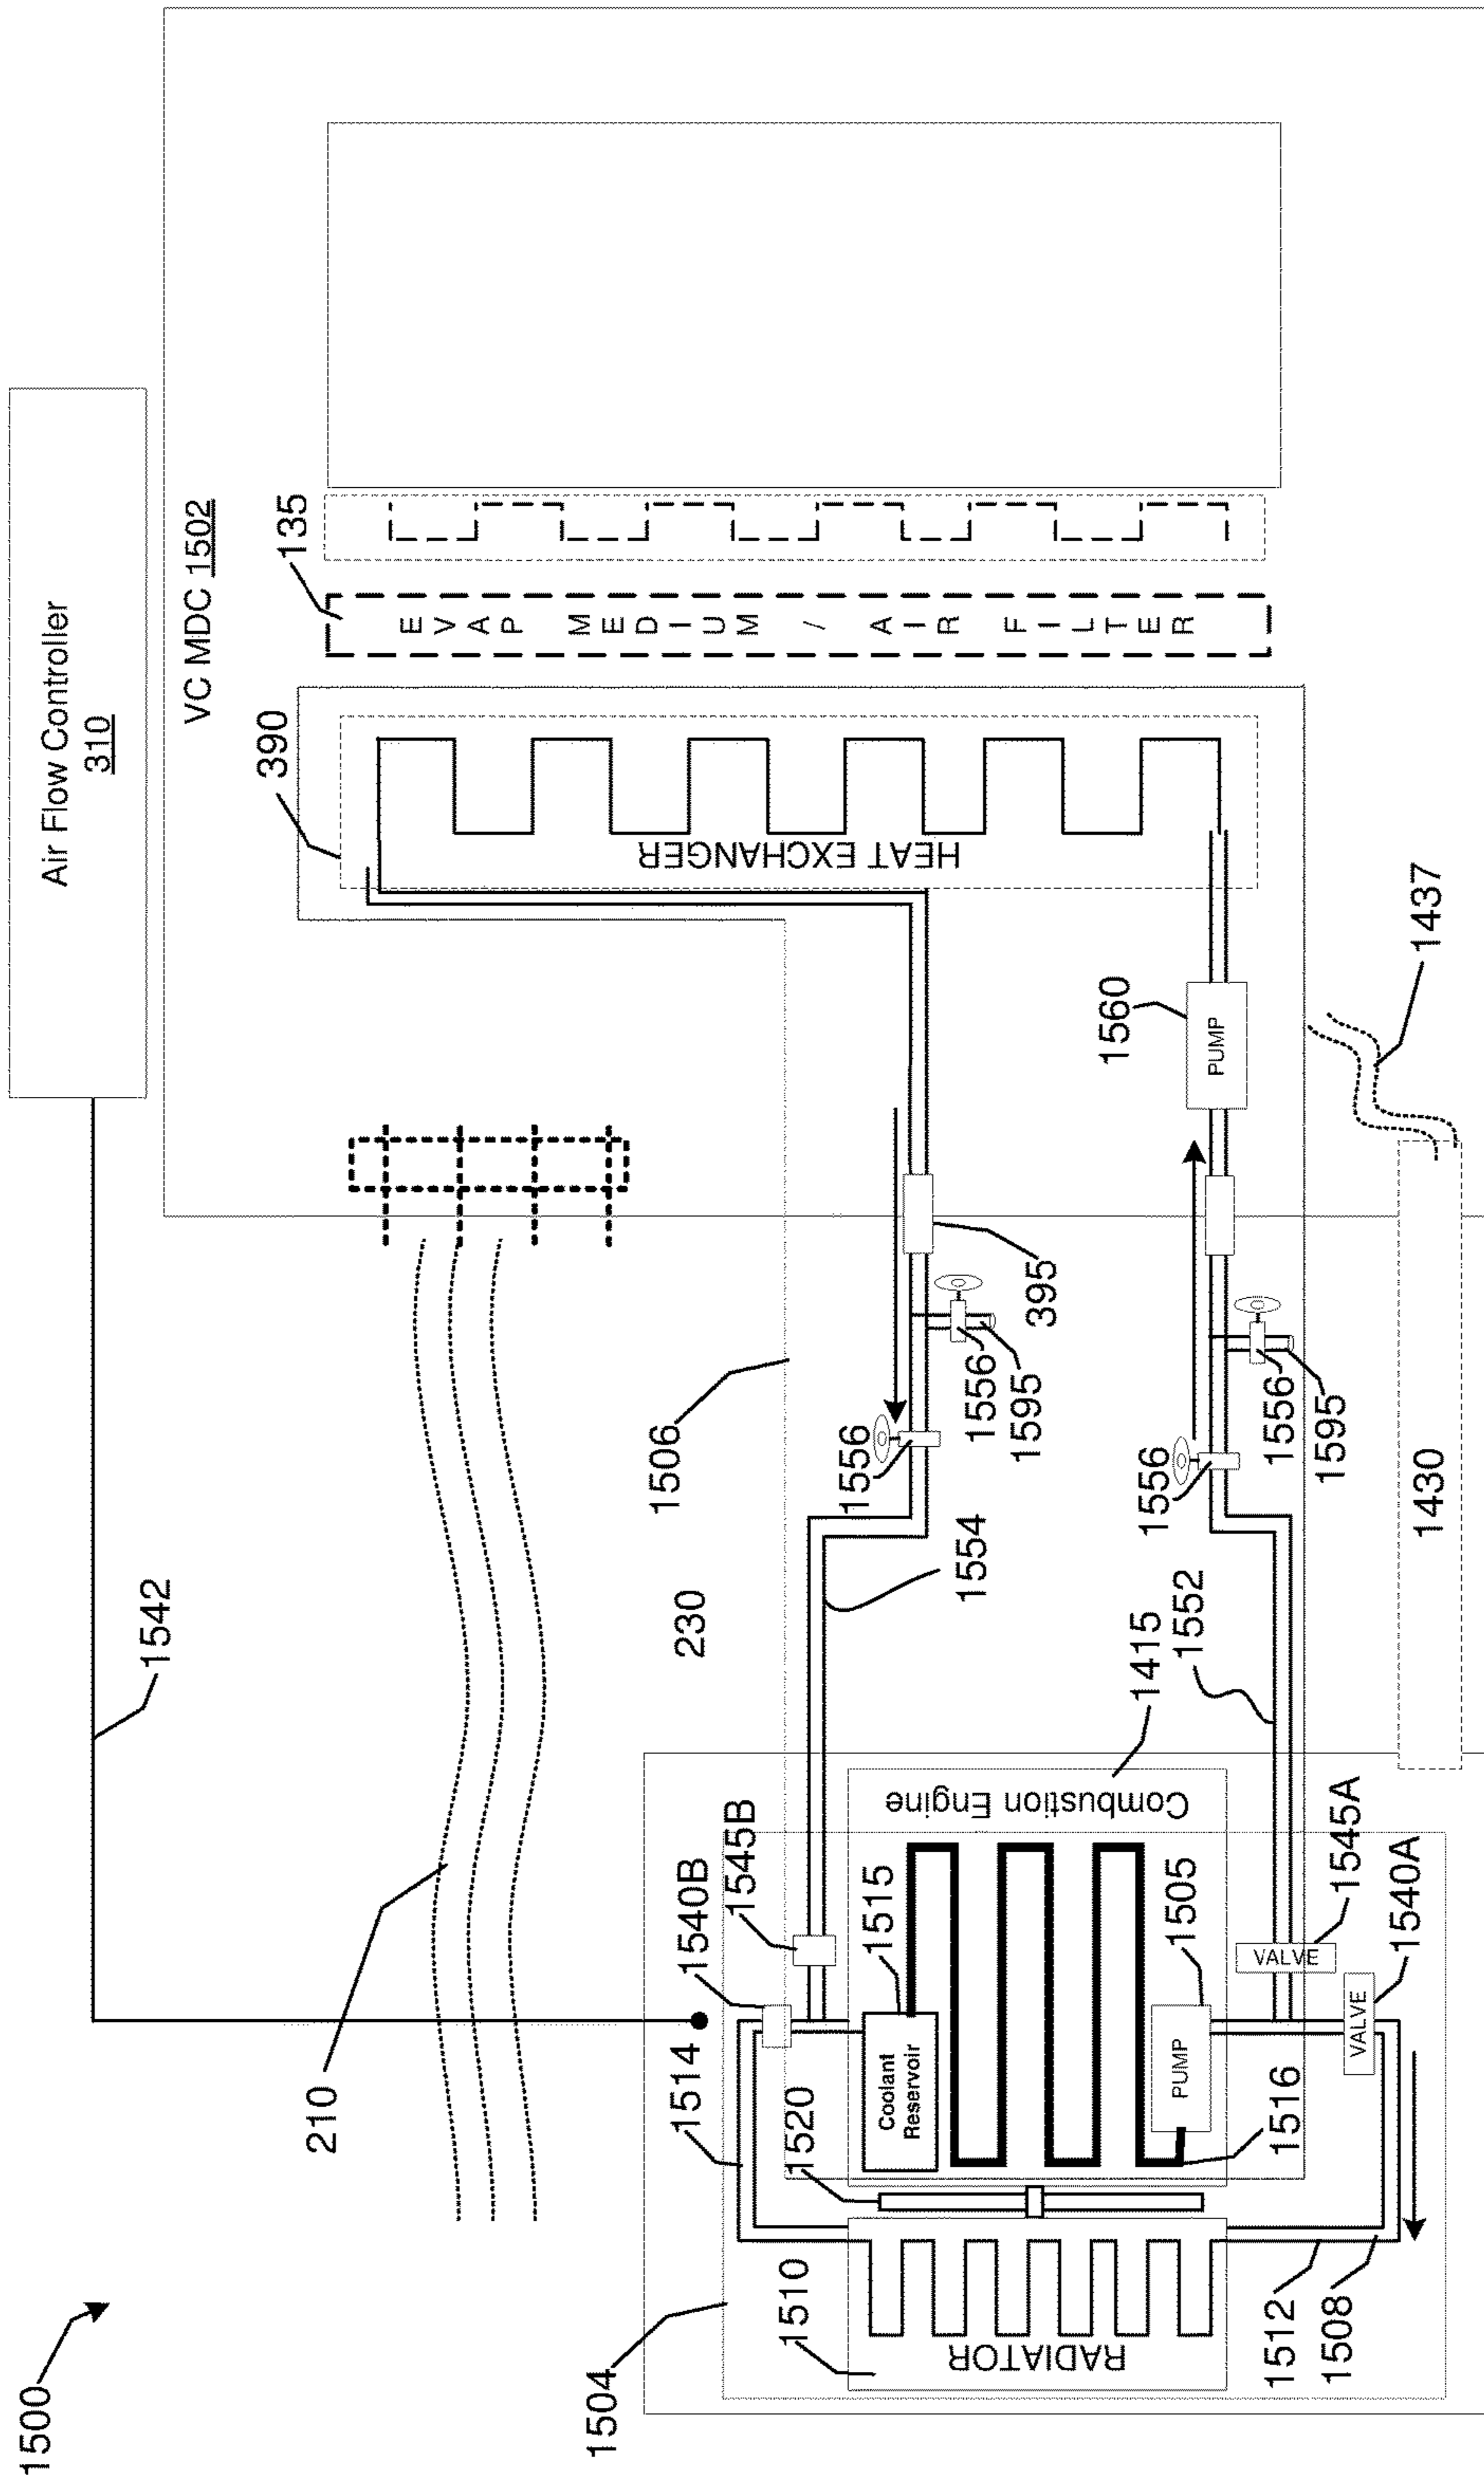 1500
Air Flow Controller
310
VC MDC 1502
1542
210
135
EVAP MEDIUM / AIR FILTER
390
HEAT EXCHANGER
1506
230
395
1556
1556
1595
1554
1560
PUMP
1437
1556
1556
1595
1552
1415
Combustion Engine
1430
1504
1514
1540B
1545B
1515
Coolant
Reservoir
1520
1505
PUMP
1516
1545A
VALVE
1540A
VALVE
1510
RADIATOR
1512
1508